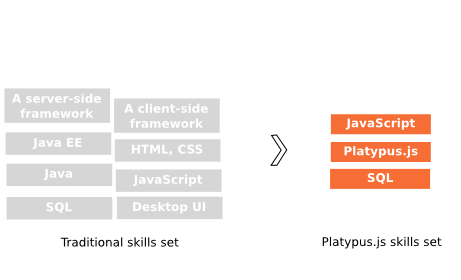 A server-side
framework
Java EE
Java
SQL
A client-side
framework
HTML, CSS
JavaScript
Desktop UI
Traditional skills set
JavaScript
Platypus.js
SQL
Platypus.js skills set